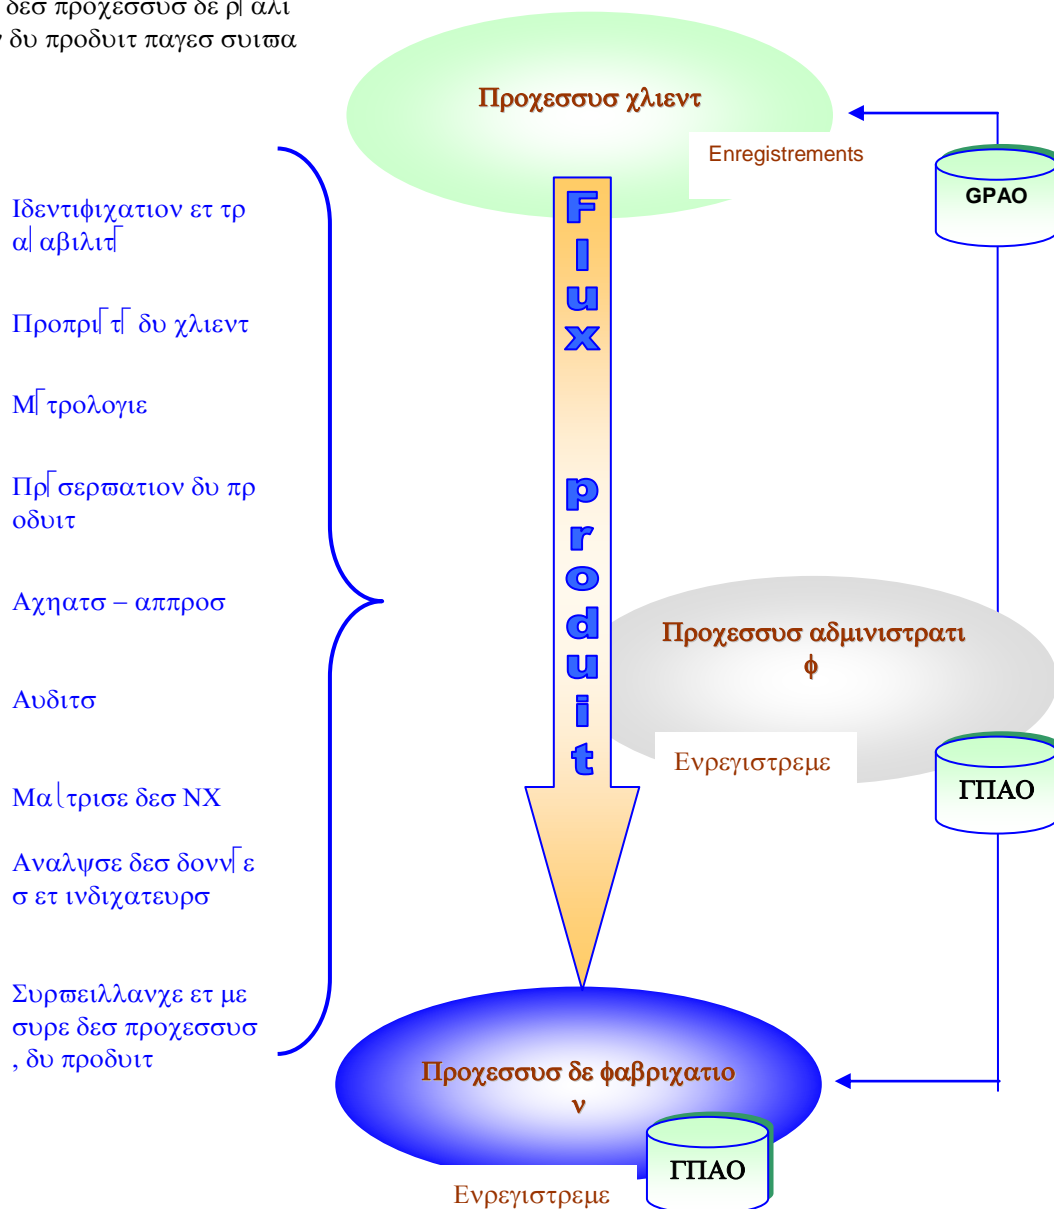 δεσ προχεσσυσ δε ρ⎜αλι
ν δυ προδυιτ παγεσ συιϖα
Προχεσσυσ χλιεντ
Enregistrements
GPAO
Flux produit
Ιδεντιφιχατιον ετ τρ
α⎜αβιλιτ⎡
Προπρι⎡τ⎡ δυ χλιεντ
Μ⎡τρολογιε
Πρ⎡σερϖατιον δυ πρ
οδυιτ
Αχηατσ – αππροσ
Αυδιτσ
Μα⎣τρισε δεσ ΝΧ
Αναλψσε δεσ δονν⎡ε
σ ετ ινδιχατευρσ
Συρϖειλλανχε ετ με
συρε δεσ προχεσσυσ
, δυ προδυιτ
Προχεσσυσ αδμινιστρατι
φ
Ενρεγιστρεμε
ΓΠΑΟ
Προχεσσυσ δε φαβριχατιο
ν
ΓΠΑΟ
Ενρεγιστρεμε